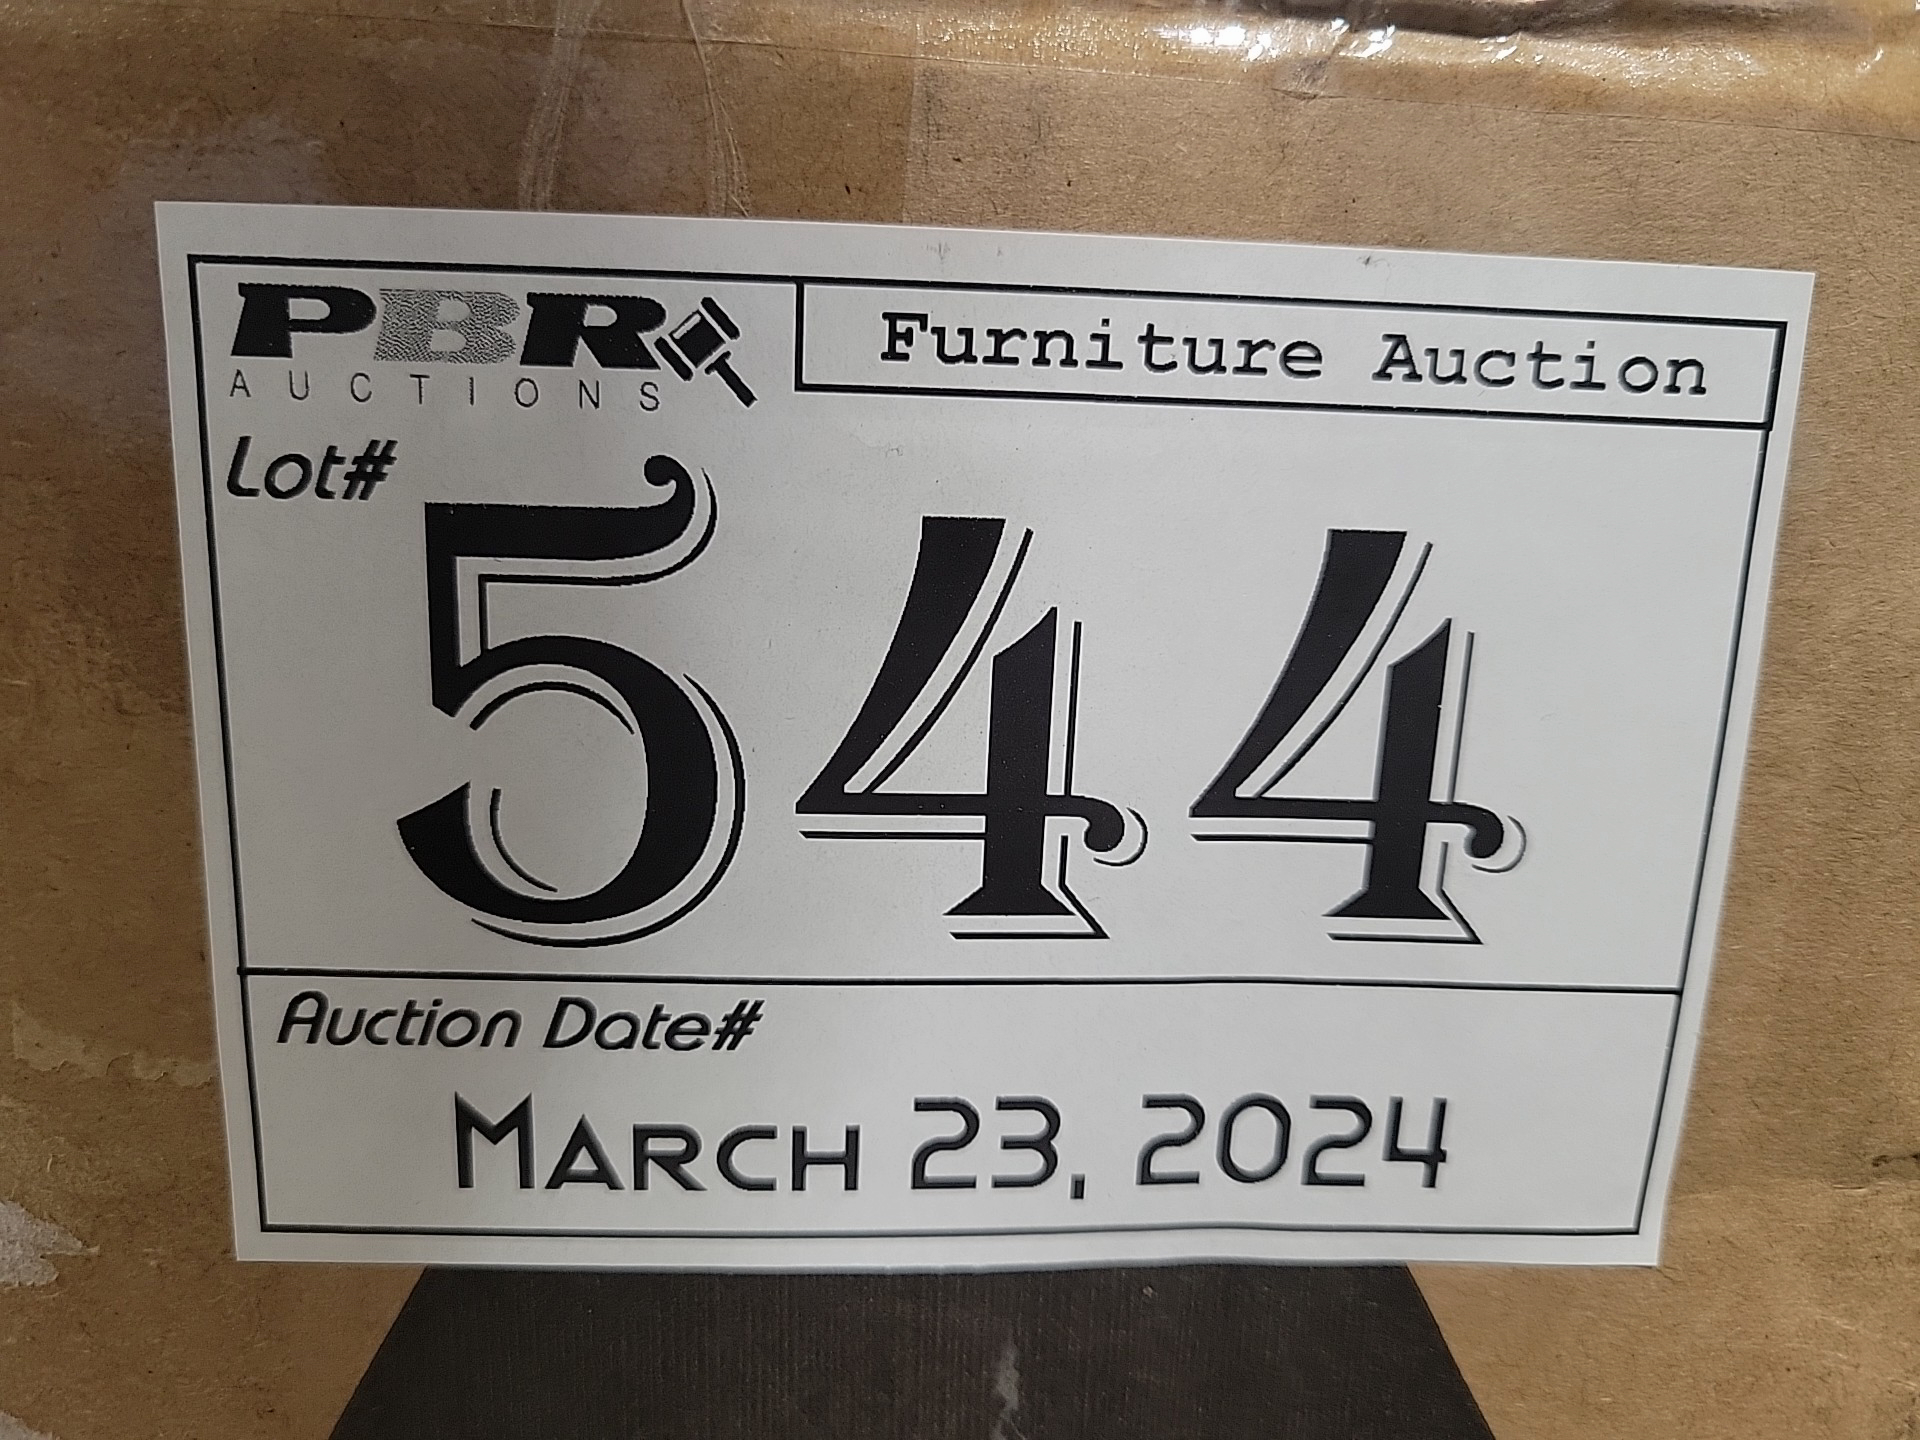 PBR
AUCTIONS
Furniture Auction
Lot#
544
Auction Date#
MARCH 23, 2024